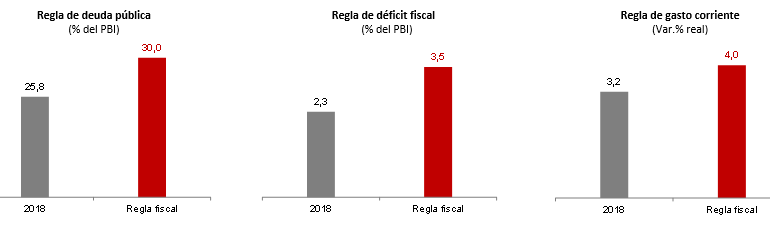 Regla de deuda pública
(% del PBI)
30,0
25,8
2018
Regla fiscal
Regla de déficit fiscal
(% del PBI)
3,5
2,3
2018
Regla fiscal
Regla de gasto corriente
(Var.% real)
4,0
3,2
2018
Regla fiscal